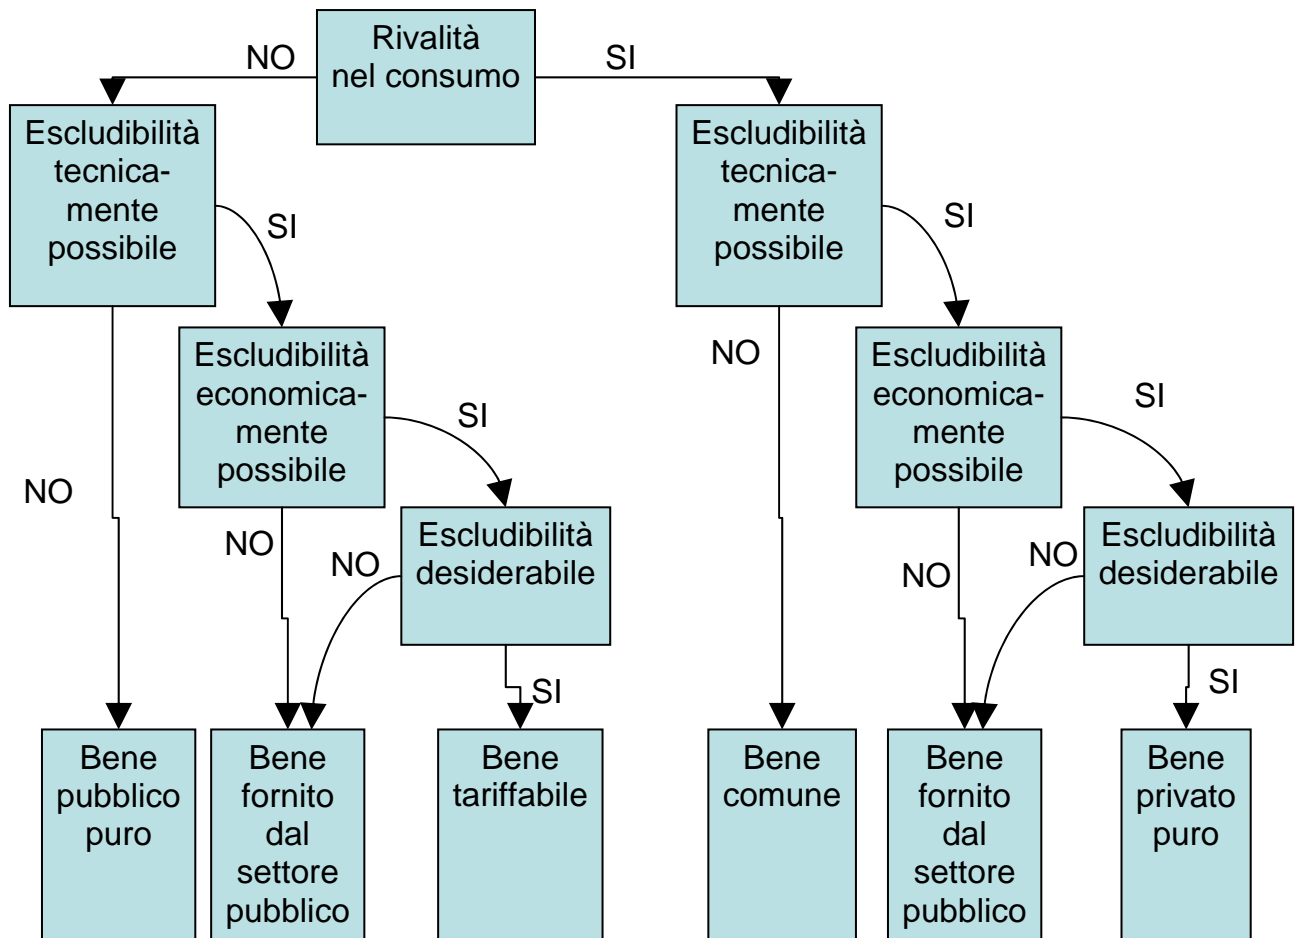 Rivalità
nel consumo
NO
SI
Escludibilità
tecnica-
mente
possibile
SI
Escludibilità
tecnica-
mente
possibile
SI
Escludibilità
economica-
mente
possibile
SI
NO
Escludibilità
economica-
mente
possibile
SI
NO
NO
Escludibilità
desiderabile
NO
NO
Escludibilità
desiderabile
NO
NO
SI
SI
Bene
pubblico
puro
Bene
fornito
dal
settore
pubblico
Bene
tariffabile
Bene
comune
Bene
fornito
dal
settore
pubblico
Bene
privato
puro